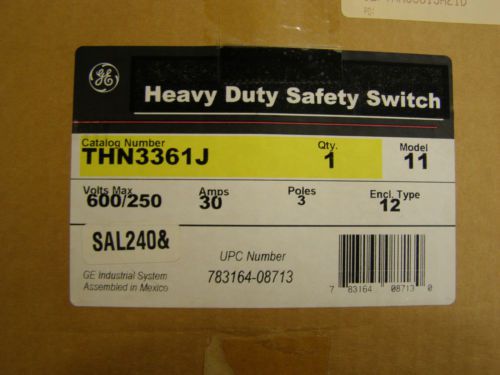 PO:
GE
Heavy Duty Safety Switch
Catalog Number Qty. Model
THN3361J 1 11
Volts Max Amps Poles Encl. Type
600/250 30 3 12
SAL240&
UPC Number
783164-08713
GE Industrial System
Assembled in Mexico
7 83164 08713 0